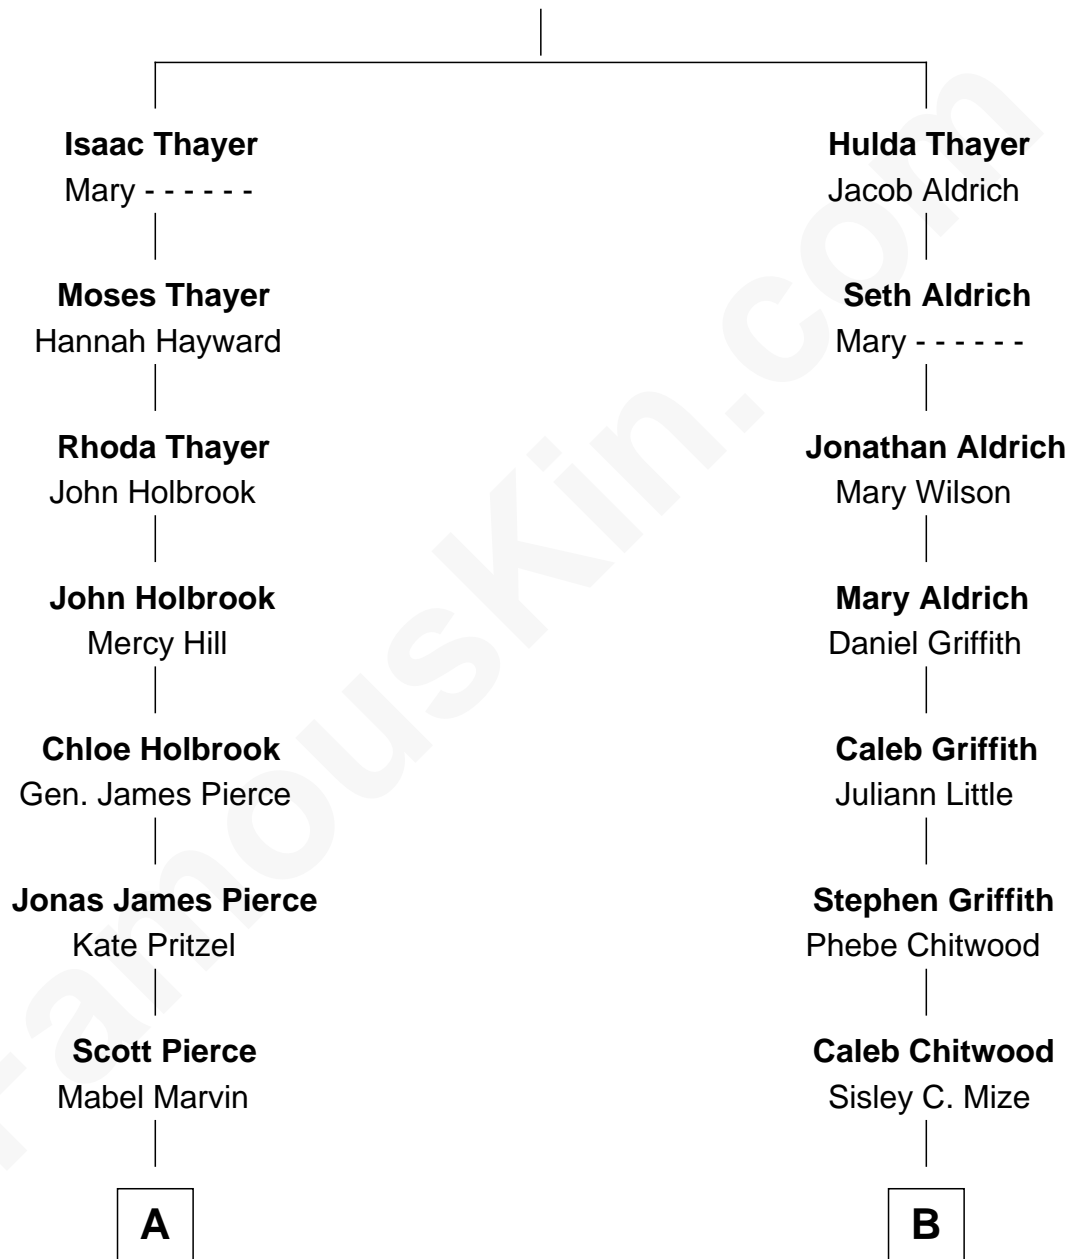 Isaac Thayer
Mary - - - - - -
Hulda Thayer
Jacob Aldrich
Moses Thayer
Hannah Hayward
Seth Aldrich
Mary - - - - - -
Rhoda Thayer
John Holbrook
Jonathan Aldrich
Mary Wilson
John Holbrook
Mercy Hill
Mary Aldrich
Daniel Griffith
Chloe Holbrook
Gen. James Pierce
Caleb Griffith
Juliann Little
Jonas James Pierce
Kate Pritzel
Stephen Griffith
Phebe Chitwood
Scott Pierce
Mabel Marvin
Caleb Chitwood
Sisley C. Mize
A
B
FamousKin.com